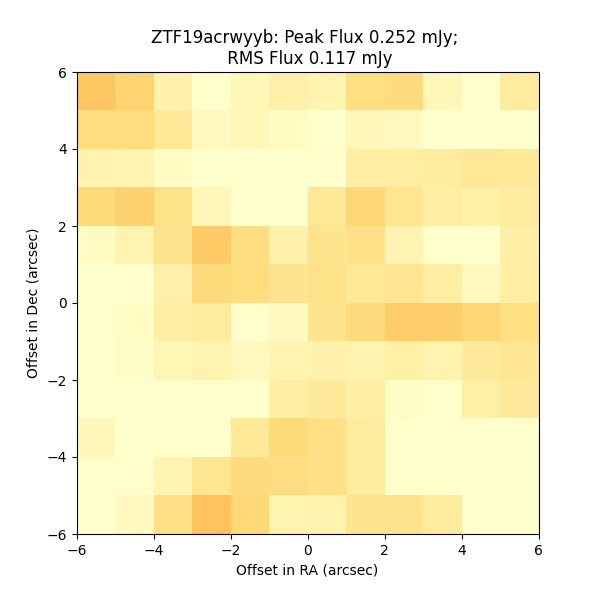 ZTF19acrwyyb: Peak Flux 0.252 mJy;
RMS Flux 0.117 mJy
6
4
2
0
−2
−4
−6
Offset in Dec (arcsec)
−6 −4 −2 0 2 4 6
Offset in RA (arcsec)